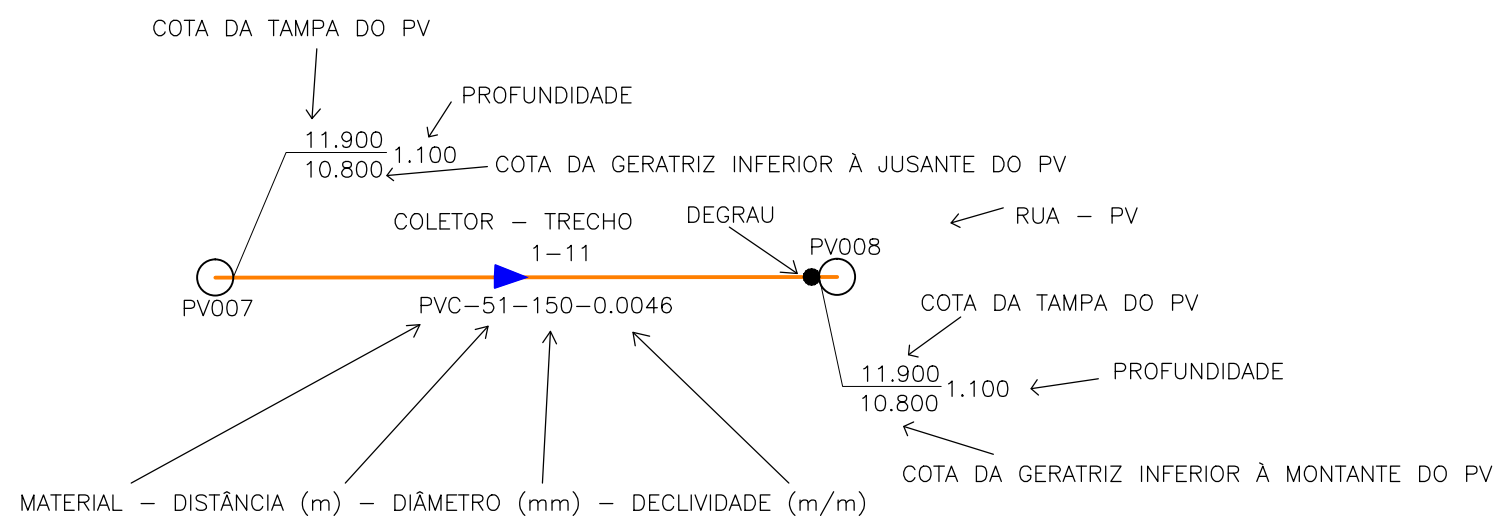 COTA DA TAMPA DO PV
PROFUNDIDADE
11.900
1.100
10.800
COTA DA GERATRIZ INFERIOR À JUSANTE DO PV
COLETOR - TRECHO
DEGRAU
RUA - PV
1-11
PV008
PV007
PVC-51-150-0.0046
COTA DA TAMPA DO PV
11.900
1.100
10.800
PROFUNDIDADE
COTA DA GERATRIZ INFERIOR À MONTANTE DO PV
MATERIAL - DISTÂNCIA (m) - DIÂMETRO (mm) - DECLIVIDADE (m/m)